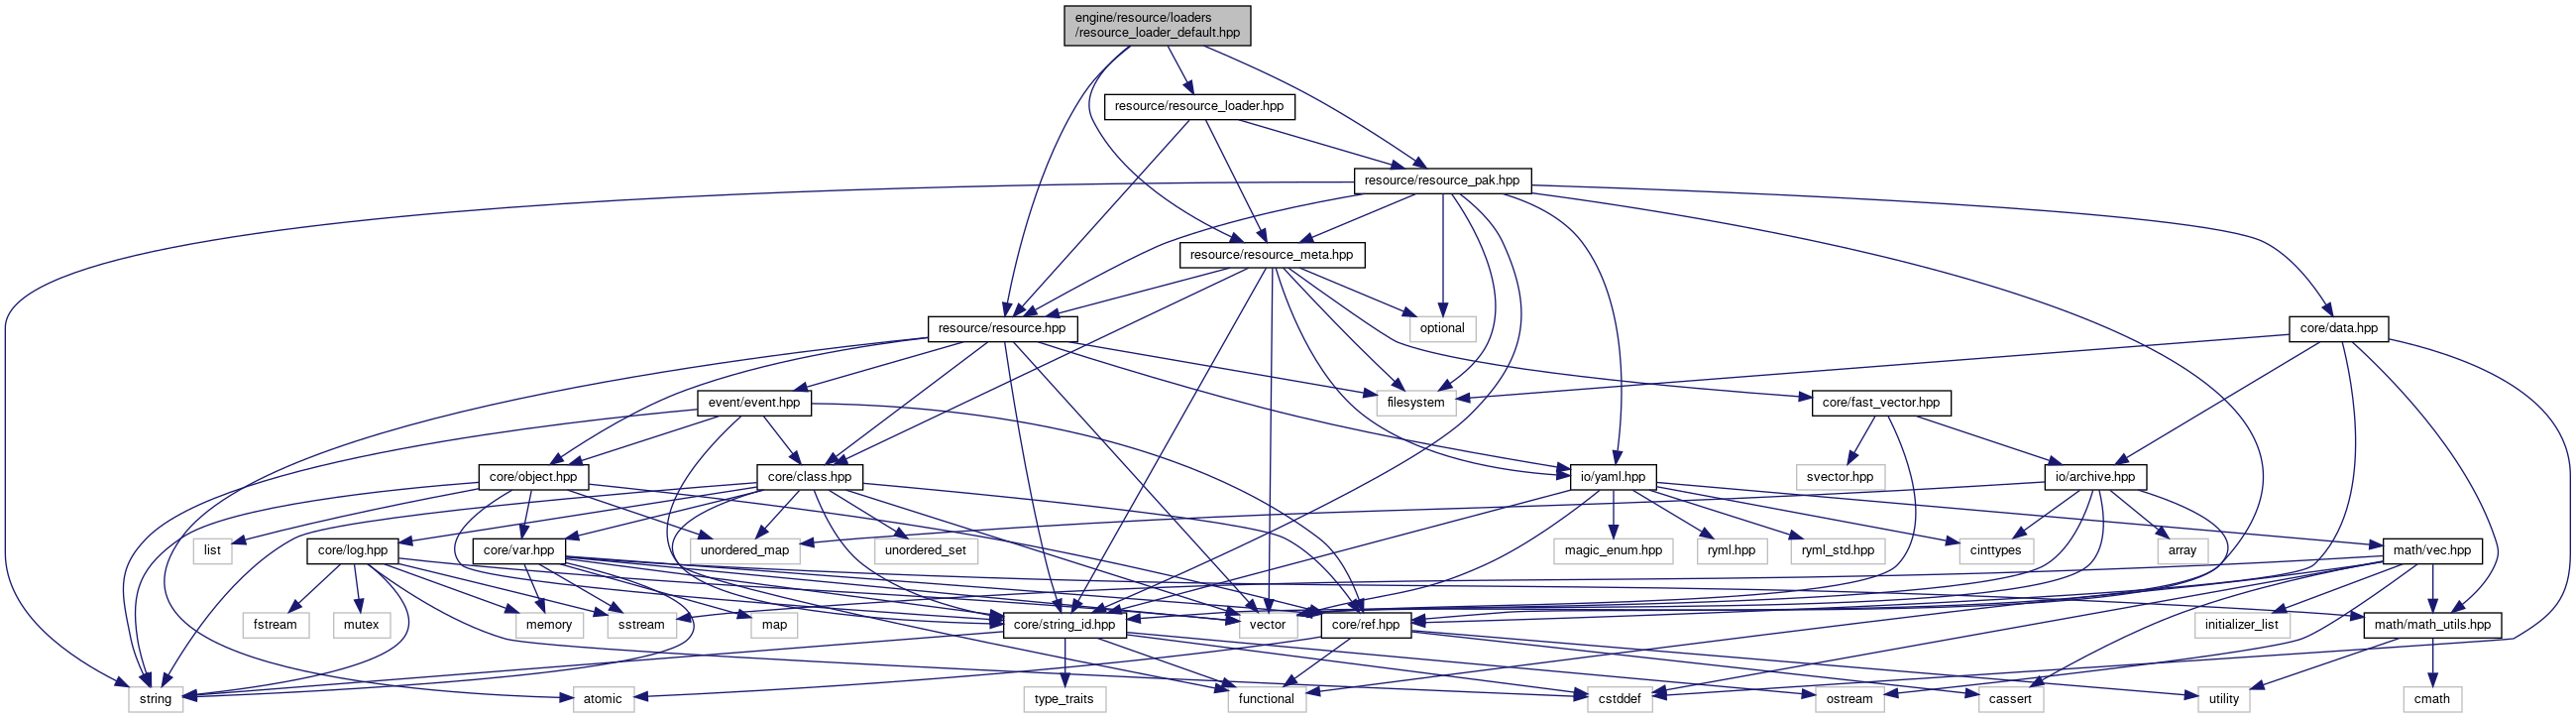 engine/resource/loaders
/resource_loader_default.hpp
resource/resource_loader.hpp
resource/resource_pak.hpp
resource/resource_meta.hpp
resource/resource.hpp
optional
core/data.hpp
event/event.hpp
filesystem
core/fast_vector.hpp
core/object.hpp
core/class.hpp
io/yaml.hpp
svector.hpp
io/archive.hpp
list
core/log.hpp
core/var.hpp
unordered_map
unordered_set
magic_enum.hpp
ryml.hpp
ryml_std.hpp
cinttypes
array
math/vec.hpp
fstream
mutex
memory
sstream
map
core/string_id.hpp
vector
core/ref.hpp
initializer_list
math/math_utils.hpp
string
atomic
type_traits
functional
cstddef
ostream
cassert
utility
cmath